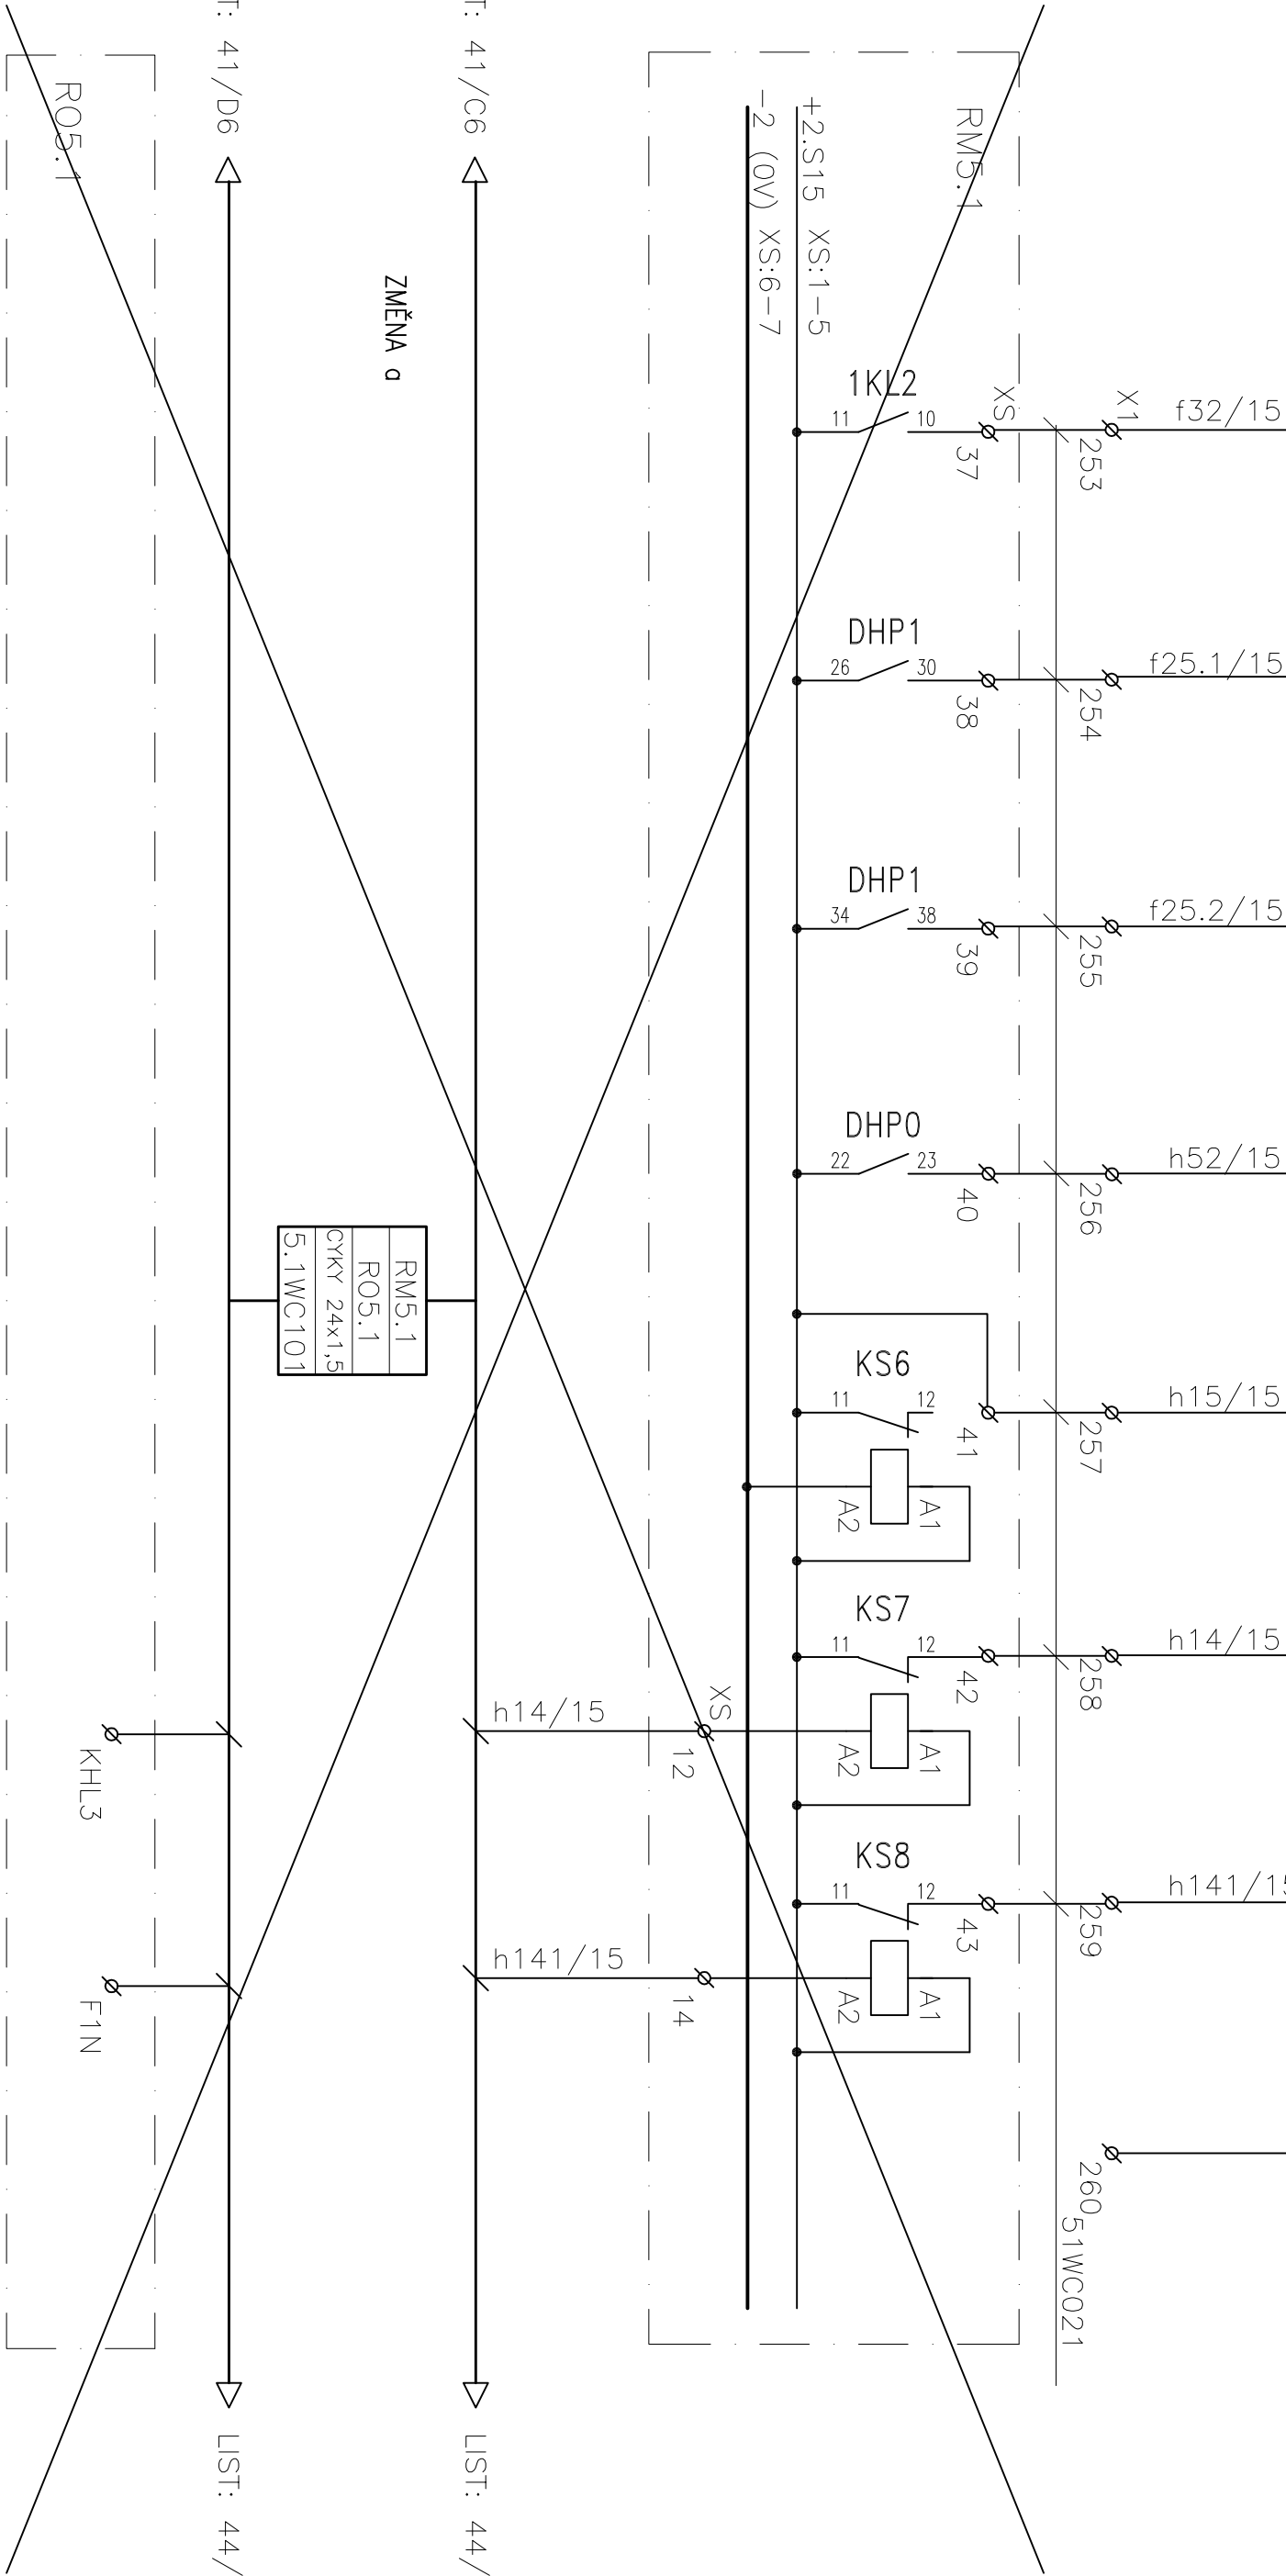 T: 41/D6
T: 41/C6
RO5.1
RM5.1
+2.S15 XS:1-5
-2 (0V) XS:6-7
ZMĚNA a
1KL2
11
10
XS
37
X1
253
f32/15
DHP1
26
30
38
254
f25.1/15
DHP1
34
38
39
255
f25.2/15
DHP0
22
23
40
256
h52/15
RM5.1
RO5.1
CYKY 24x1,5
5.1WC101
KS6
11
12
41
257
h15/15
A1
A2
KS7
11
12
42
258
h14/15
A1
A2
h14/15
XS
12
KHL3
KS8
11
12
43
259
h141/15
A1
A2
h141/15
14
F1N
260
51WC021
LIST: 44/
LIST: 44/